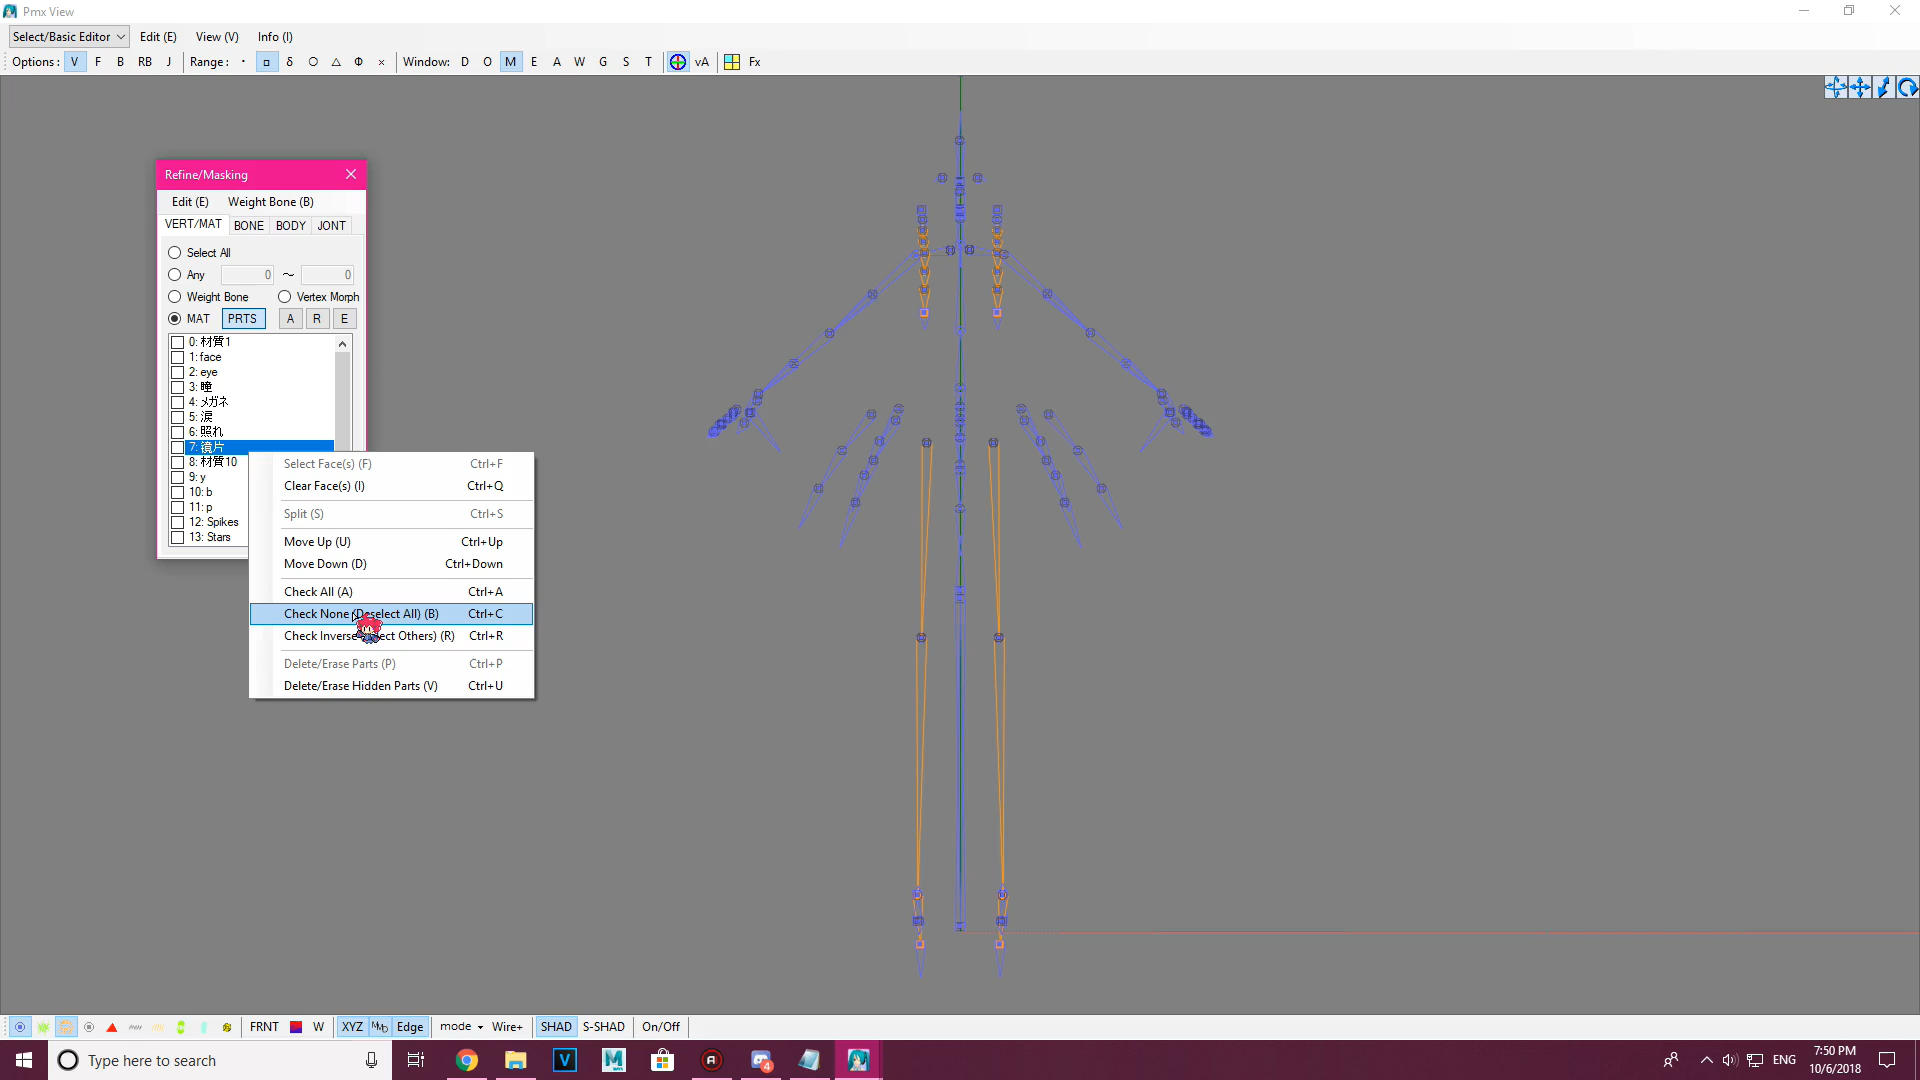 Pmx View
Select/Basic Editor Edit (E) View (V) Info (I)
Options : V F B RB J Range : · □ δ O △ Φ × Window: D O M E A W G S T vA Fx
Refine/Masking
Edit (E) Weight Bone (B)
VERT/MAT BONE BODY JONT
Select All
Any 0 ～ 0
Weight Bone Vertex Morph
MAT PRTS A R E
0: 材質1
1: face
2: eye
3: 瞳
4: メガネ
5: 涙
6: 照れ
7: 镜片
8: 材質10
9: y
10: b
11: p
12: Spikes
13: Stars
Select Face(s) (F) Ctrl+F
Clear Face(s) (I) Ctrl+Q
Split (S) Ctrl+S
Move Up (U) Ctrl+Up
Move Down (D) Ctrl+Down
Check All (A) Ctrl+A
Check None (Deselect All) (B) Ctrl+C
Check Inverse ect Others) (R) Ctrl+R
Delete/Erase Parts (P) Ctrl+P
Delete/Erase Hidden Parts (V) Ctrl+U
FRNT W XYZ Edge mode Wire+ SHAD S-SHAD On/Off
Type here to search
4
ENG
7:50 PM
10/6/2018